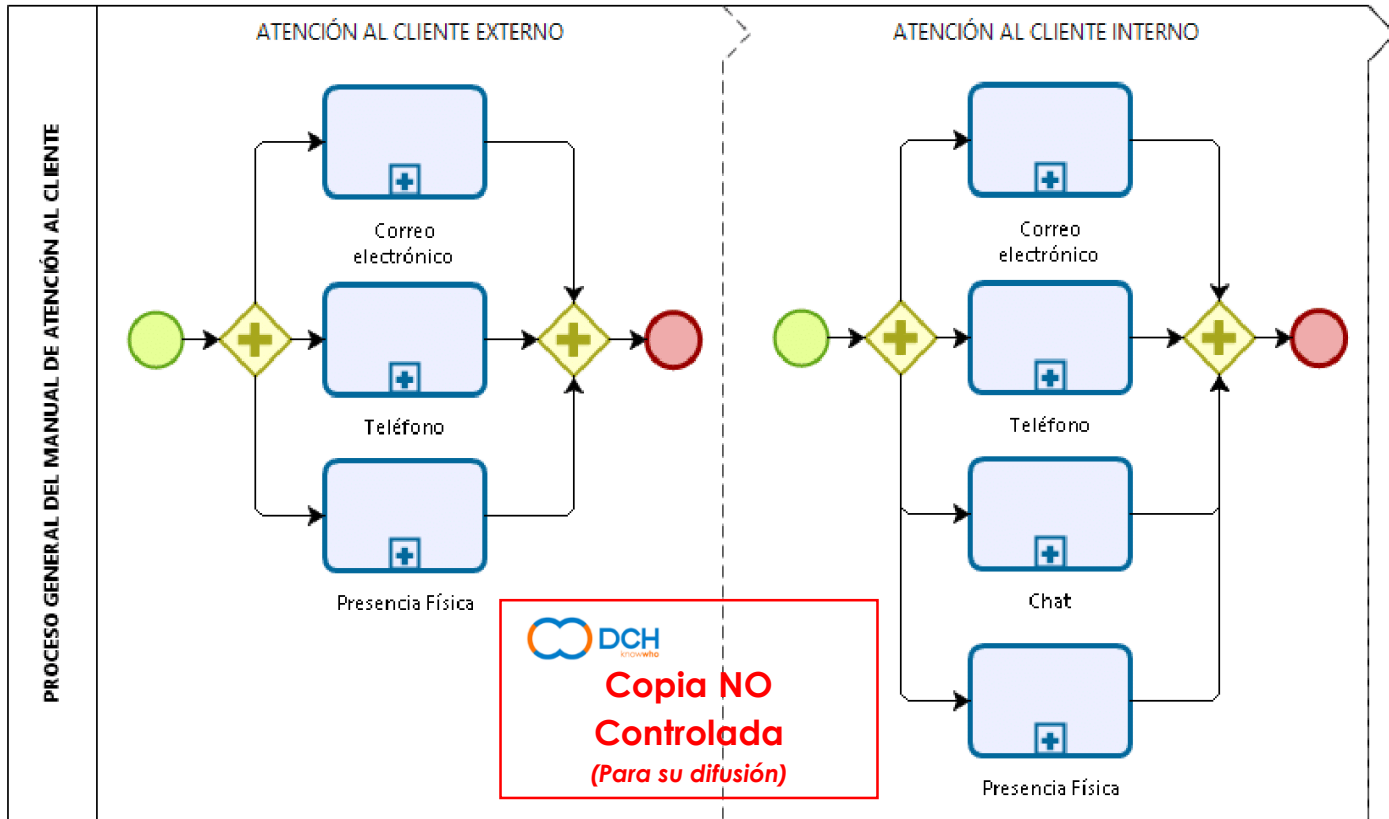 PROCESO GENERAL DEL MANUAL DE ATENCIÓN AL CLIENTE
ATENCIÓN AL CLIENTE EXTERNO
Correo
electrónico
Teléfono
Presencia Física
ATENCIÓN AL CLIENTE INTERNO
Correo
electrónico
Teléfono
Chat
Presencia Física
DCH
knowwho
Copia NO
Controlada
(Para su difusión)